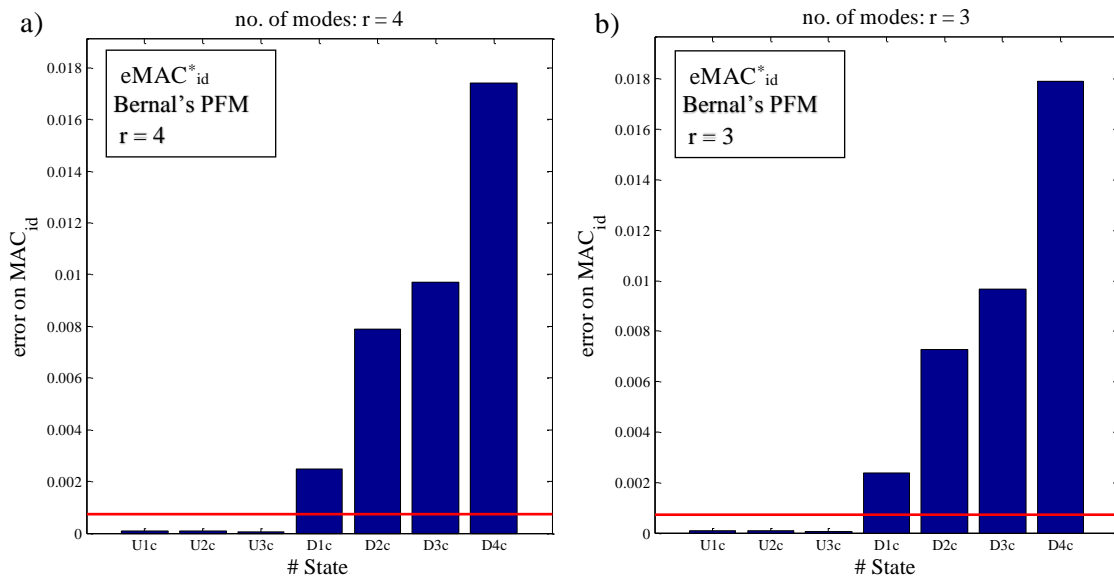 a)
no. of modes: r = 4
eMAC*id
Bernal's PFM
r = 4
error on MACid
0.018
0.016
0.014
0.012
0.01
0.008
0.006
0.004
0.002
0
U1c U2c U3c D1c D2c D3c D4c
# State
b)
no. of modes: r = 3
eMAC*id
Bernal's PFM
r = 3
error on MACid
0.018
0.016
0.014
0.012
0.01
0.008
0.006
0.004
0.002
0
U1c U2c U3c D1c D2c D3c D4c
# State